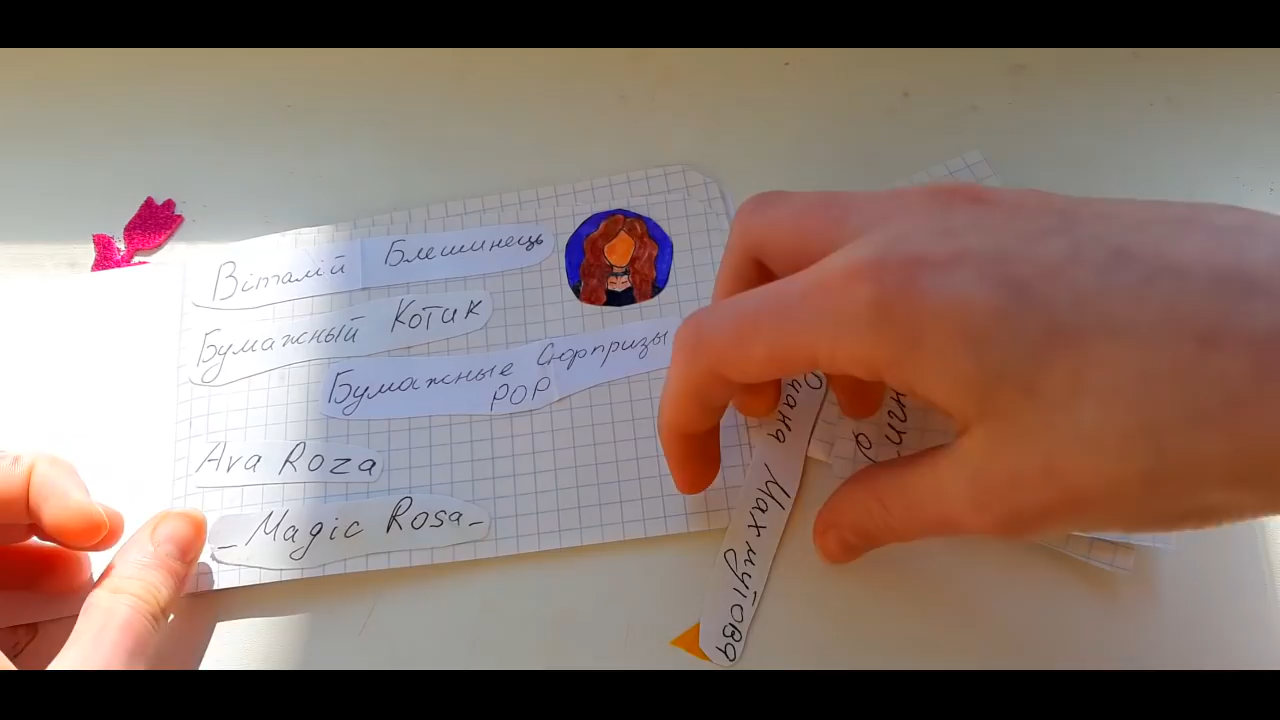 Віталій Блешинець
Бумажный Котик
Бумажные Сюрпризы
POP
Ava Roza
_Magic Rosa_
Махмутова